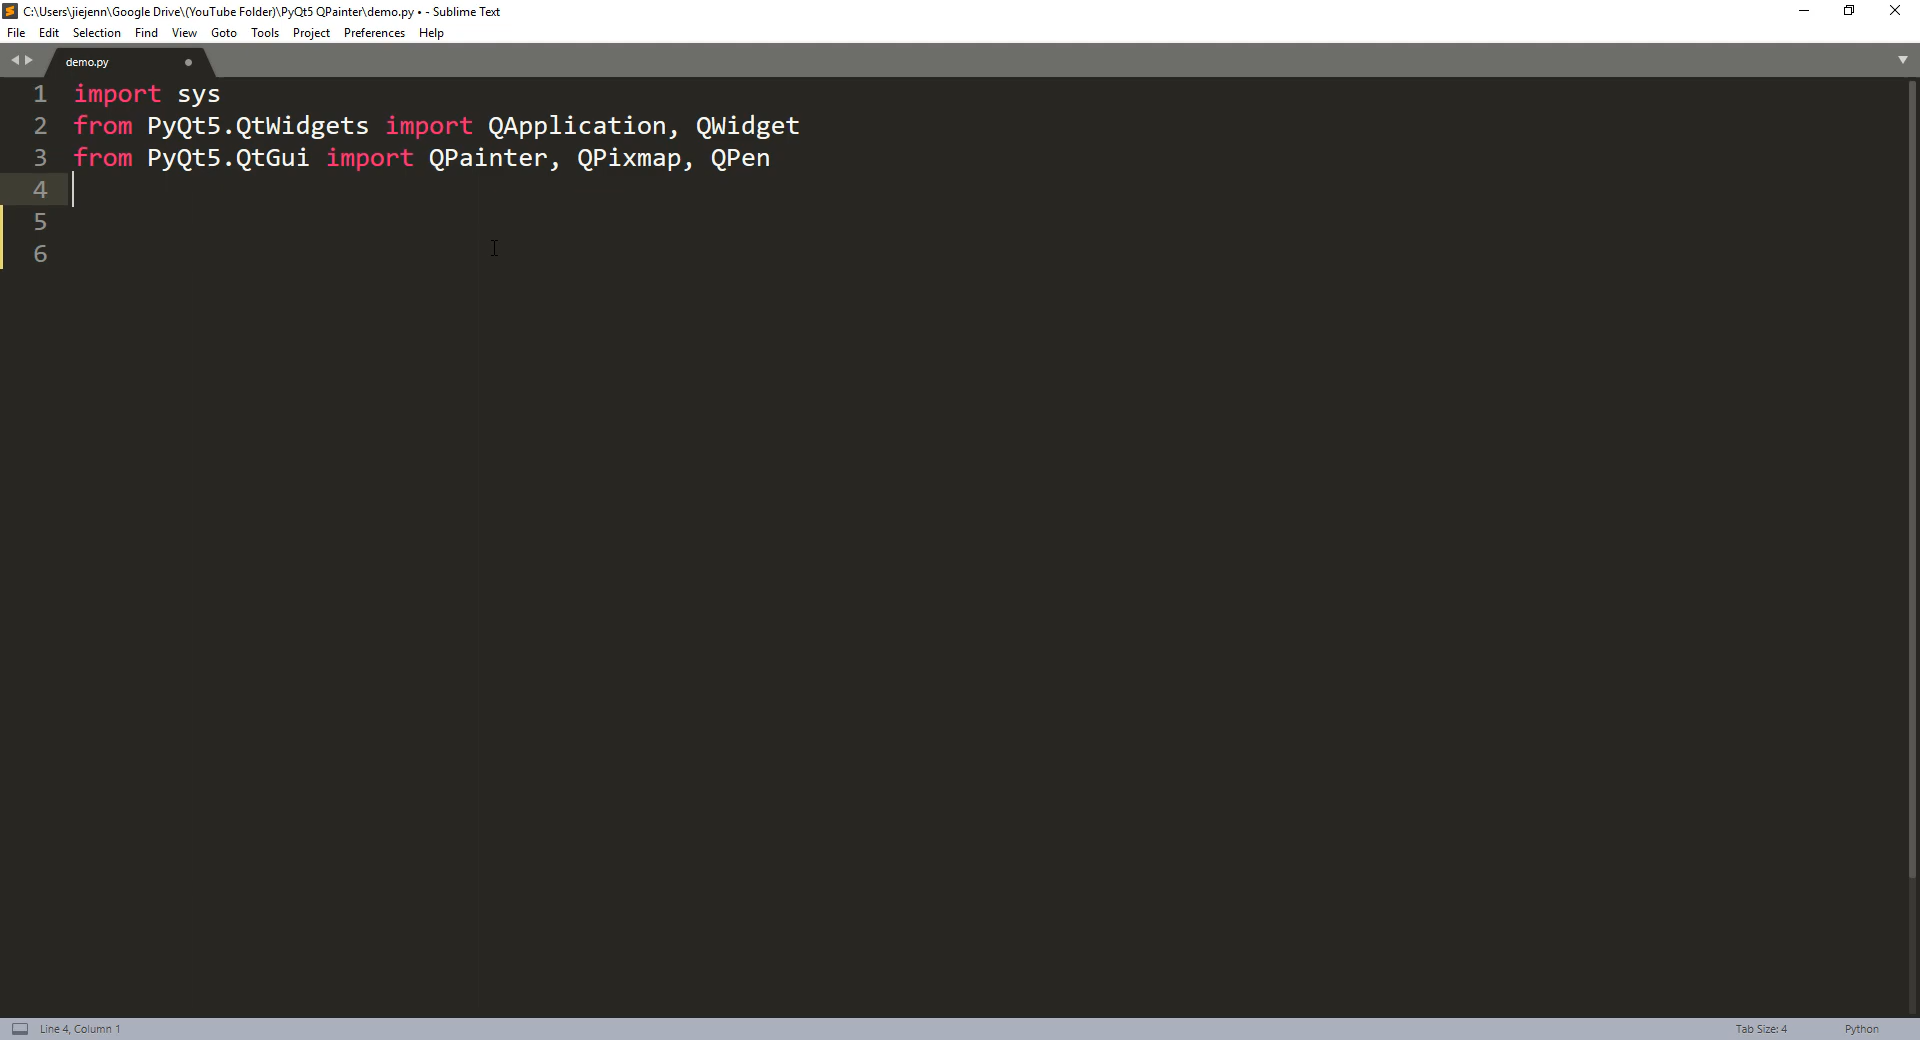 C:\Users\jiejenn\Google Drive\(YouTube Folder)\PyQt5 QPainter\demo.py • - Sublime Text
File Edit Selection Find View Goto Tools Project Preferences Help
demo.py
1 import sys
2 from PyQt5.QtWidgets import QApplication, QWidget
3 from PyQt5.QtGui import QPainter, QPixmap, QPen
4
5
6
Line 4, Column 1 Tab Size: 4 Python